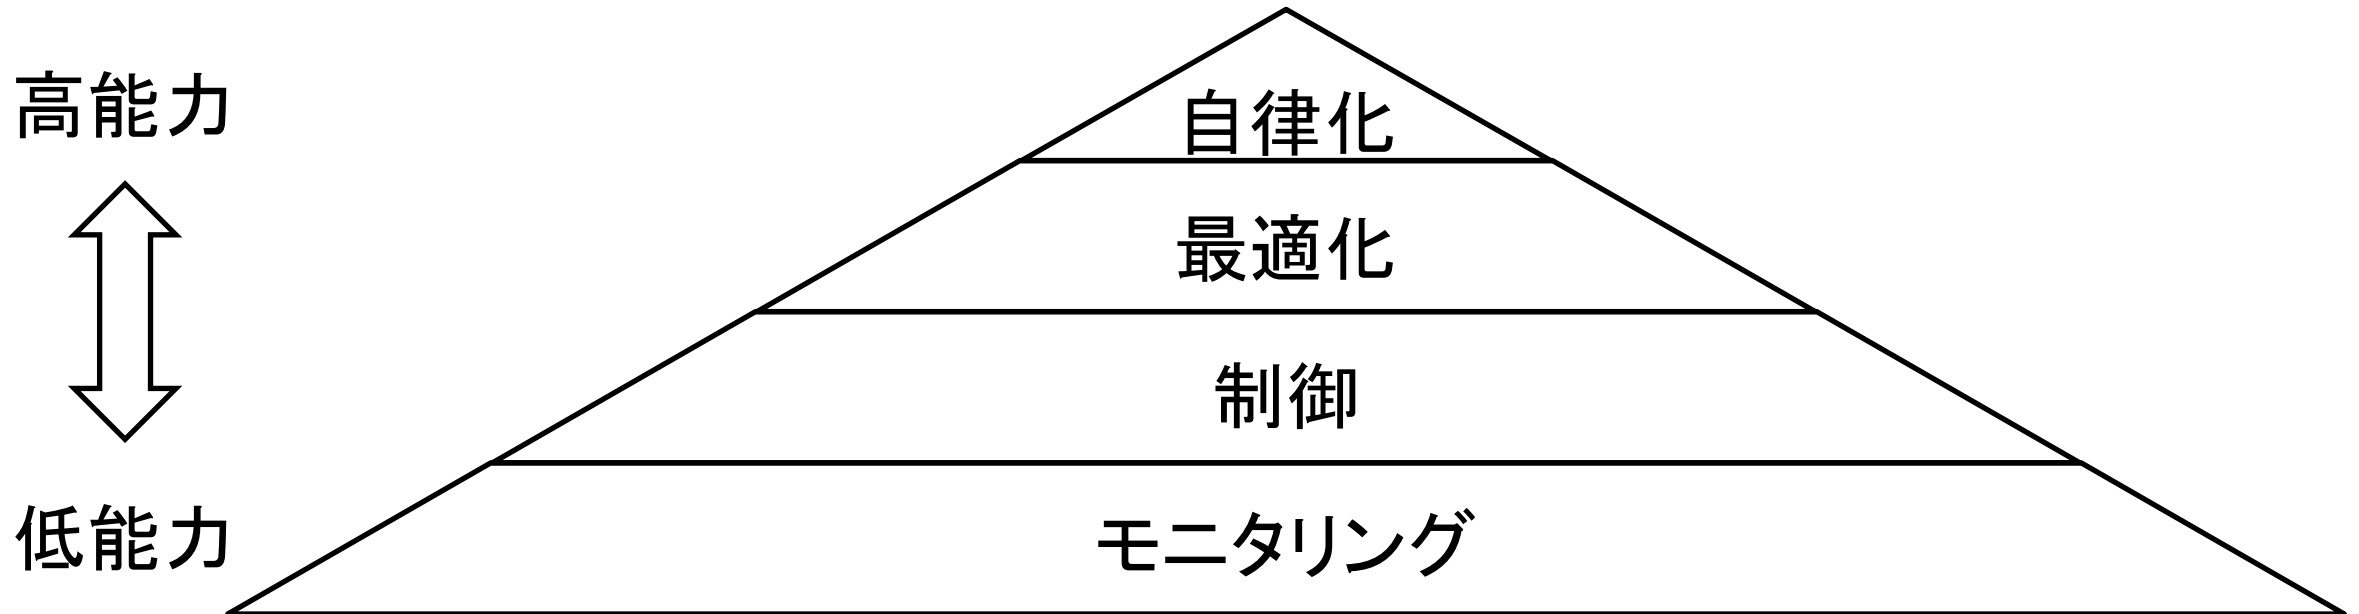 高能力
自律化
最適化
制御
低能力
モニタリング